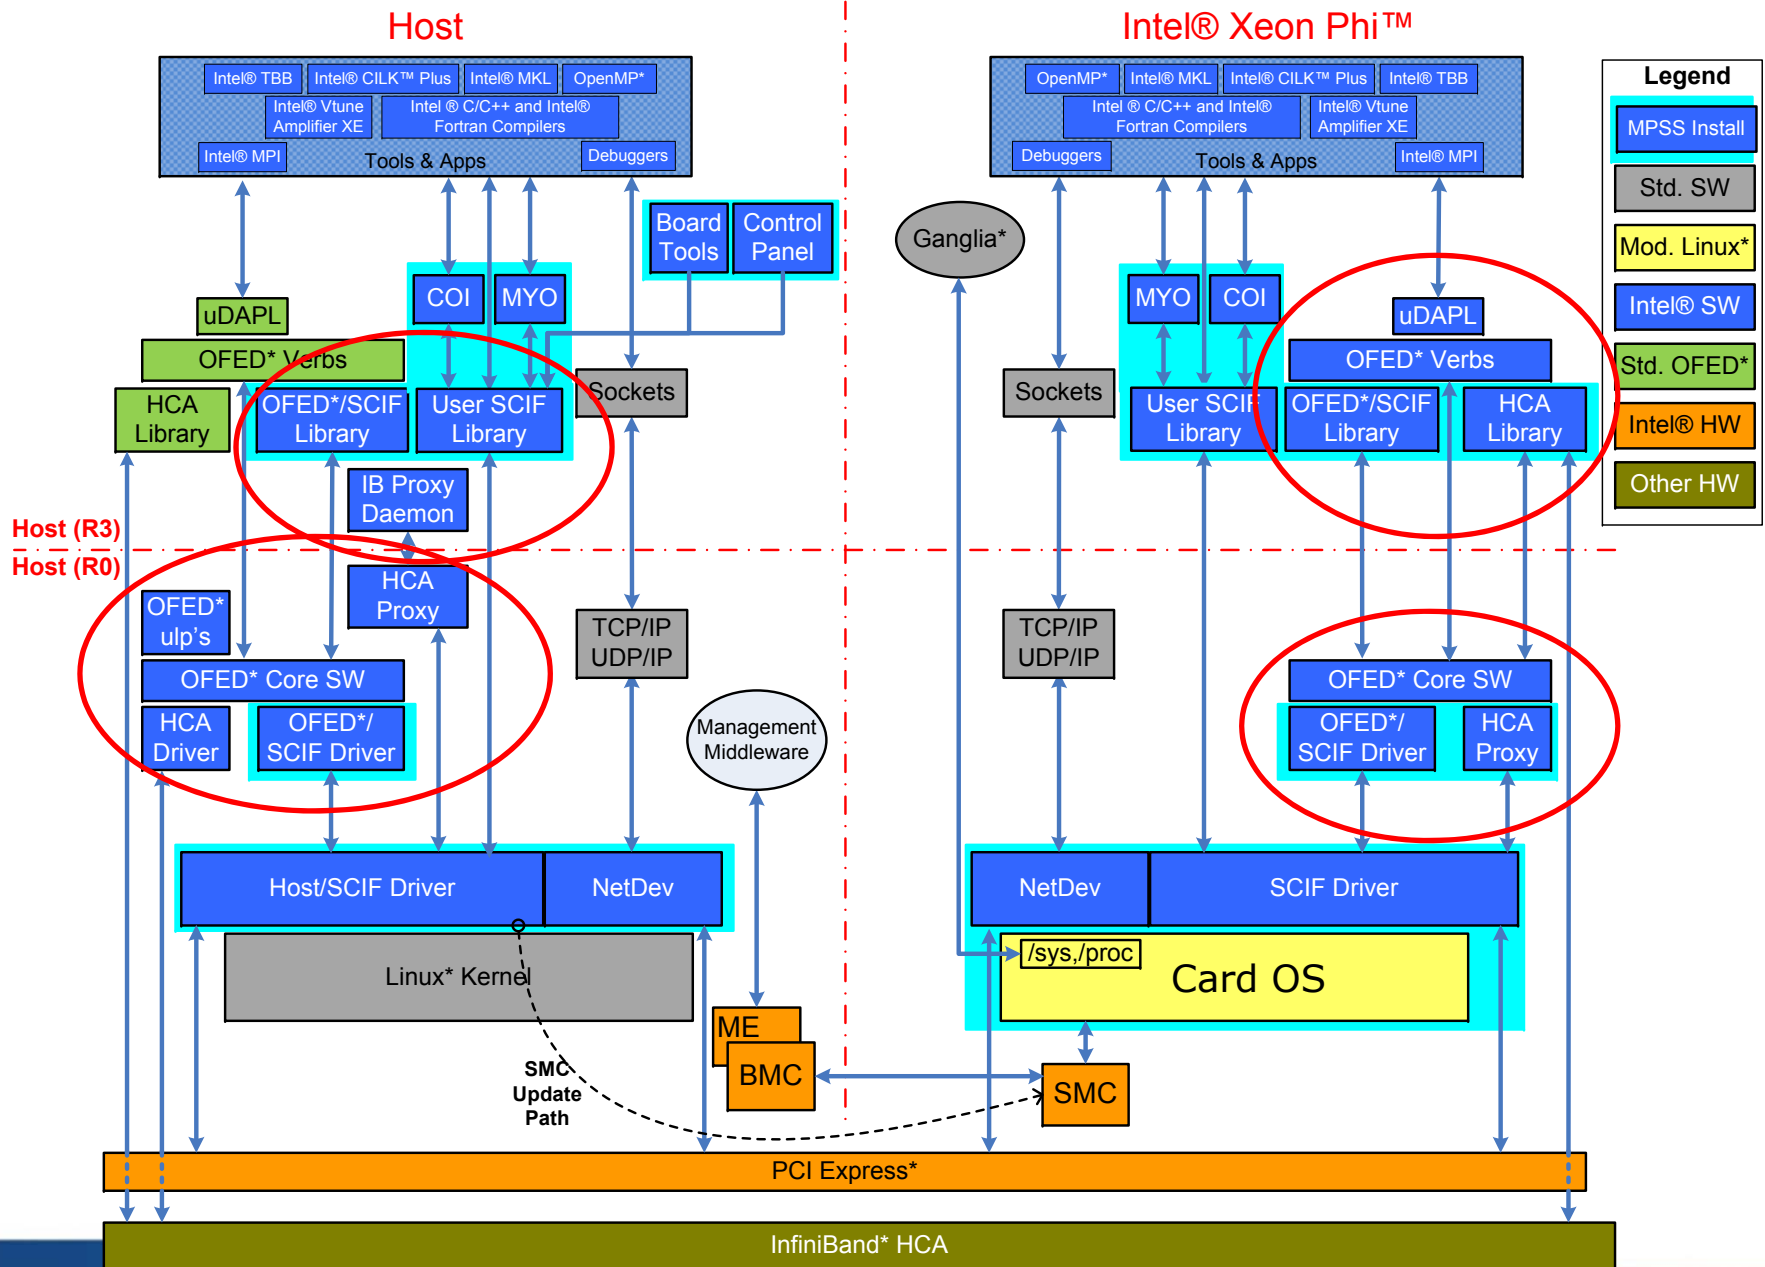 Host
Intel® Xeon Phi™
Intel® TBB
Intel® CILK™ Plus
Intel® MKL
OpenMP*
Intel® Vtune
Amplifier XE
Intel ® C/C++ and Intel®
Fortran Compilers
Intel® MPI
Tools & Apps
Debuggers
OpenMP*
Intel® MKL
Intel® CILK™ Plus
Intel® TBB
Intel ® C/C++ and Intel®
Fortran Compilers
Intel® Vtune
Amplifier XE
Debuggers
Tools & Apps
Intel® MPI
Legend
MPSS Install
Std. SW
Mod. Linux*
Intel® SW
Std. OFED*
Intel® HW
Other HW
Board
Tools
Control
Panel
COI
MYO
uDAPL
OFED* Verbs
HCA
Library
OFED*/SCIF
Library
User SCIF
Library
Sockets
IB Proxy
Daemon
Host (R3)
Host (R0)
HCA
Proxy
OFED*
ulp's
TCP/IP
UDP/IP
OFED* Core SW
HCA
Driver
OFED*/
SCIF Driver
Management
Middleware
Host/SCIF Driver
NetDev
Linux* Kernel
ME
BMC
SMC
Update
Path
Ganglia*
MYO
COI
uDAPL
OFED* Verbs
Sockets
User SCIF
Library
OFED*/SCIF
Library
HCA
Library
TCP/IP
UDP/IP
OFED* Core SW
OFED*/
SCIF Driver
HCA
Proxy
NetDev
SCIF Driver
/sys,/proc
Card OS
SMC
PCI Express*
InfiniBand* HCA